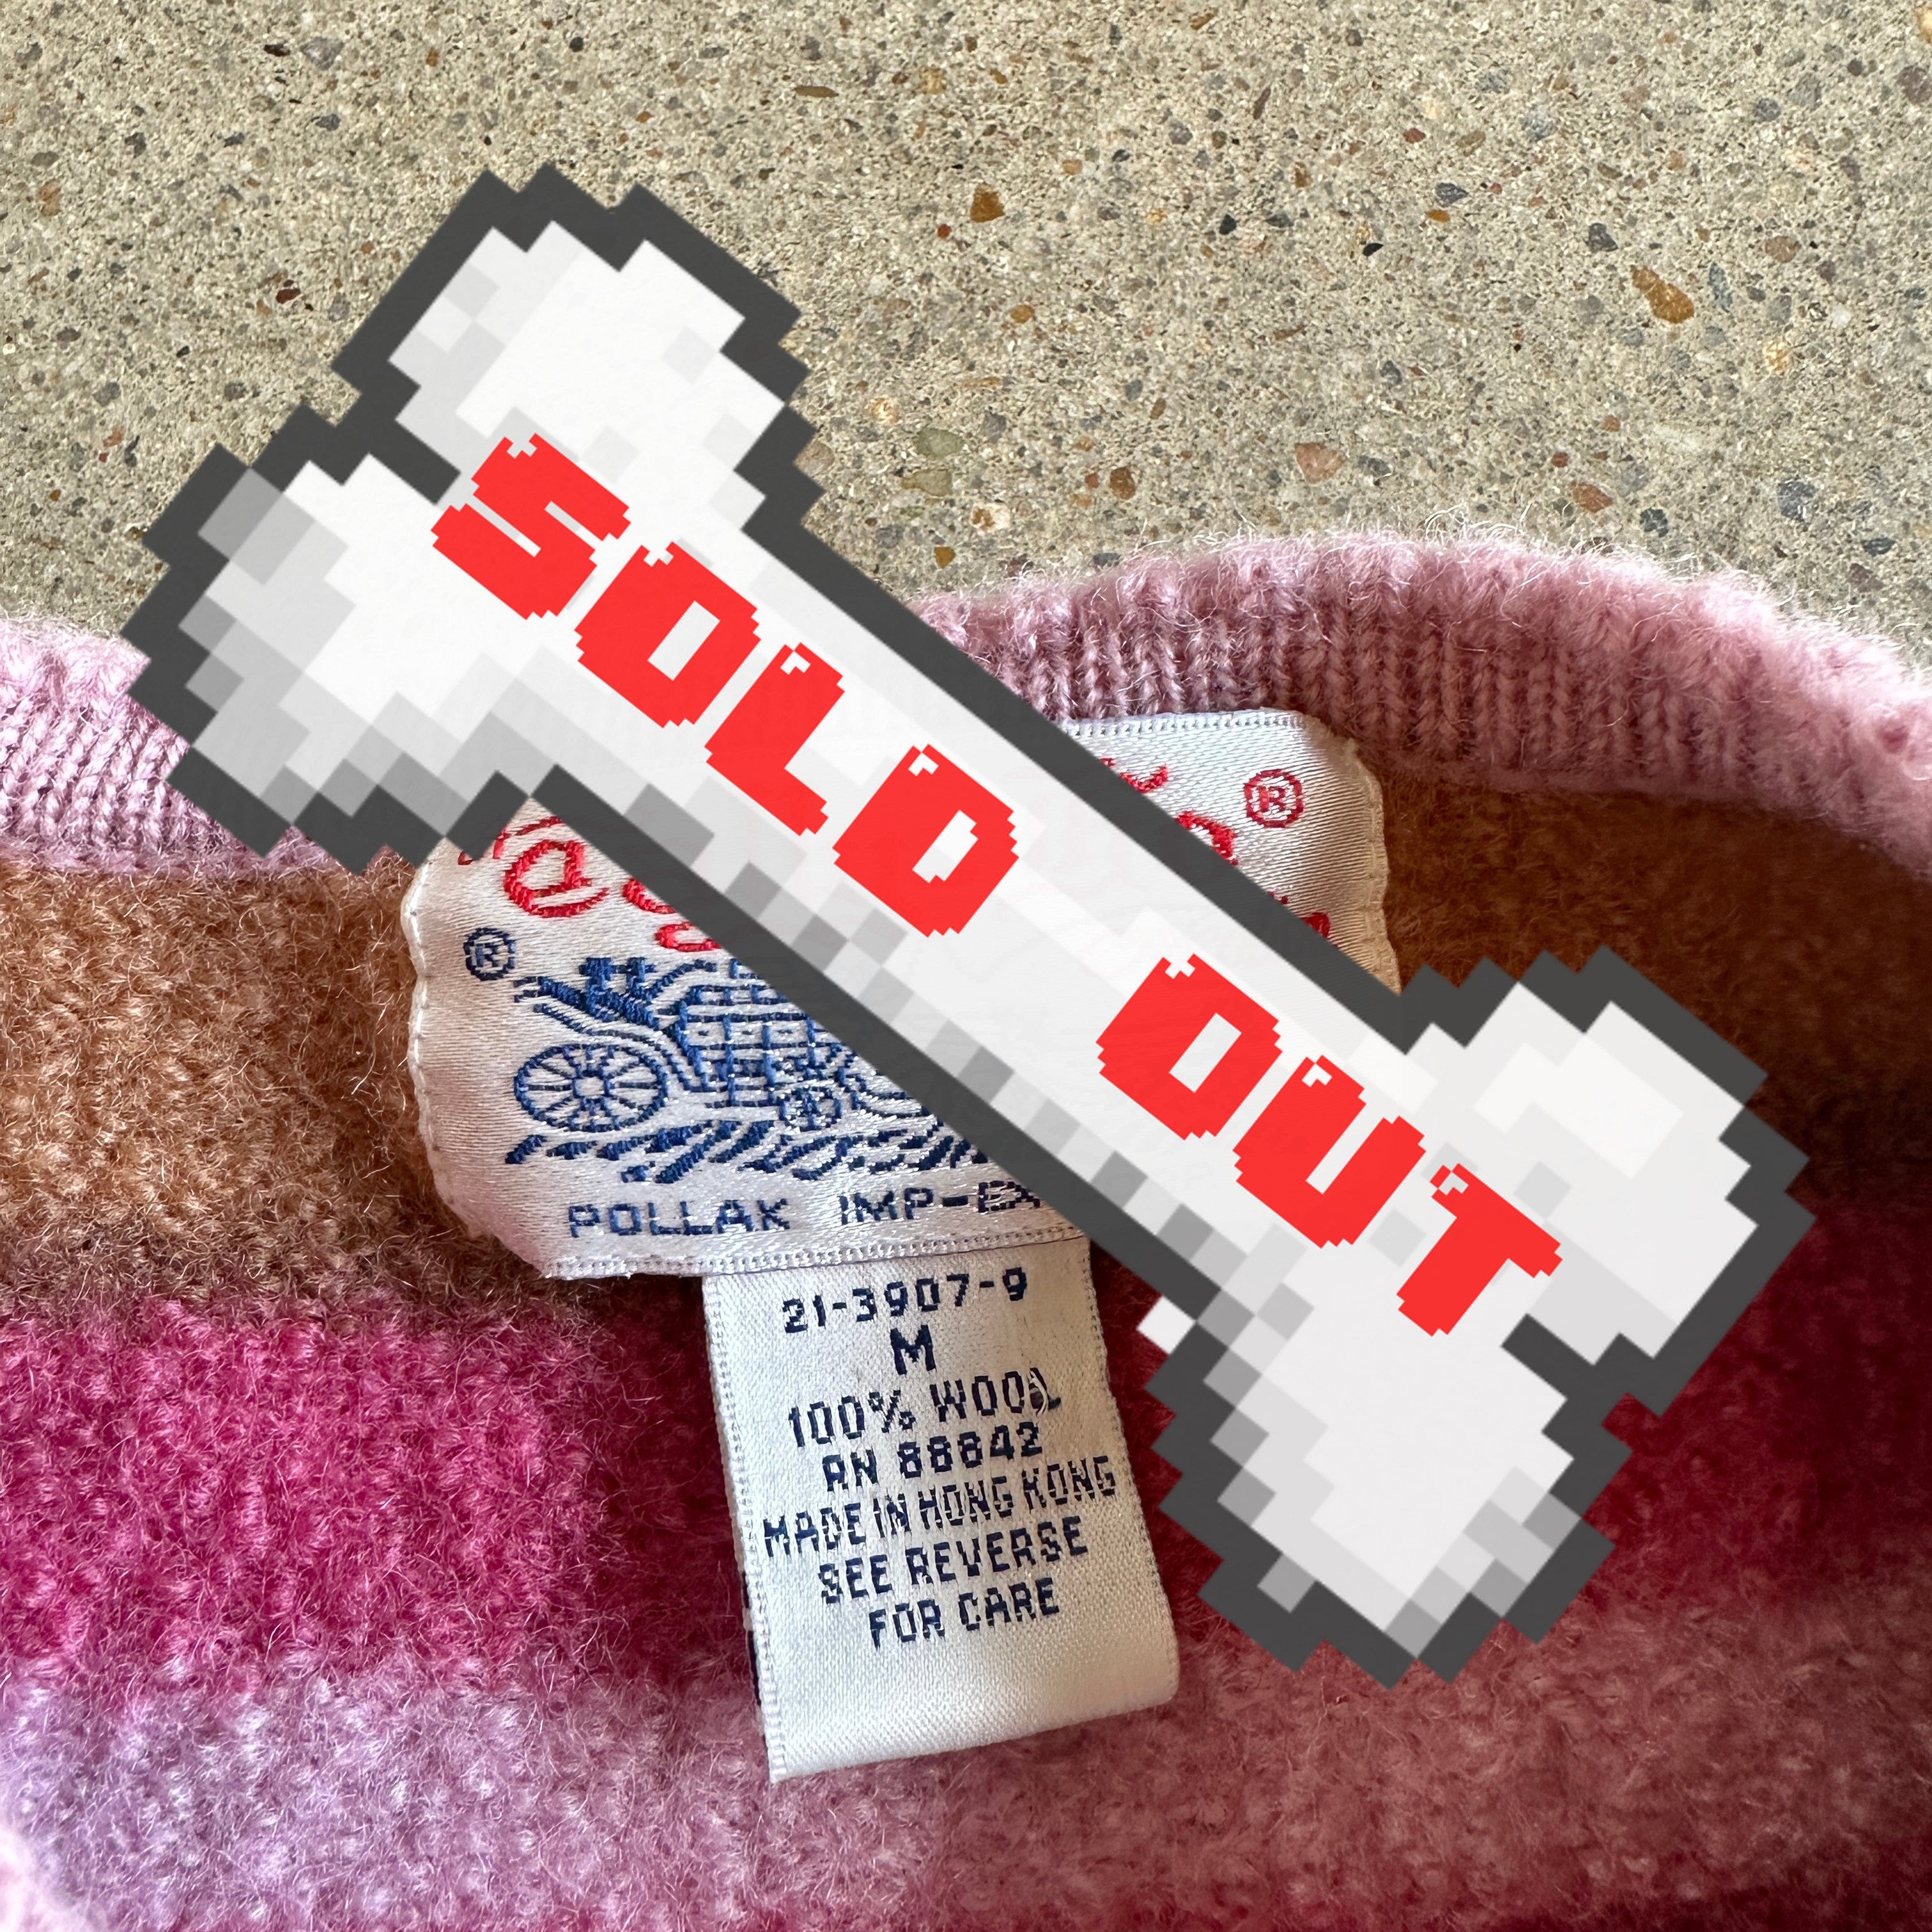 SOLD OUT
®
®
POLLAK IMP-EX
21-3907-9
M
100% WOOL
RN 88842
MADE IN HONG KONG
SEE REVERSE
FOR CARE